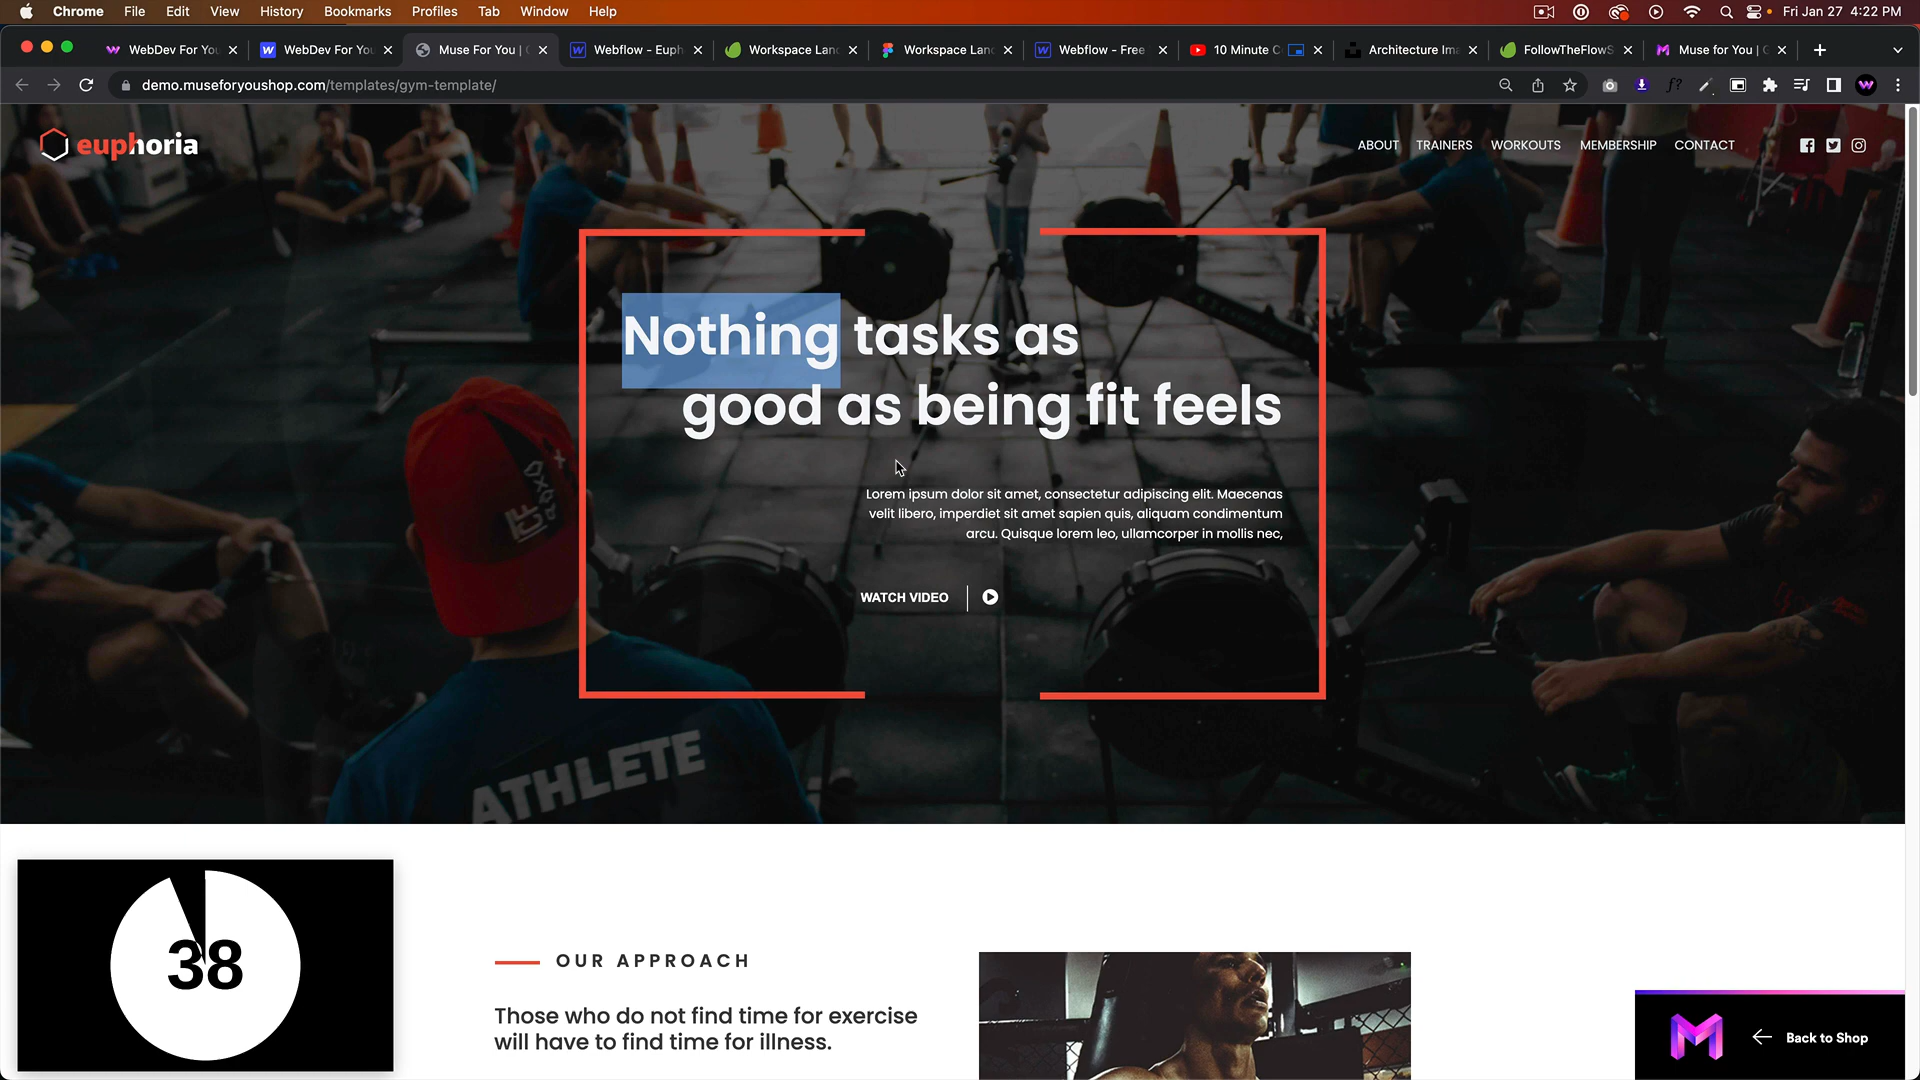 Chrome File Edit View History Bookmarks Profiles Tab Window Help
Fri Jan 27 4:22 PM
WebDev For You
WebDev For You
Muse For You |
Webflow - Euph
Workspace Lanc
Workspace Lanc
Webflow - Free
10 Minute C
Architecture Ima
FollowTheFlowS
Muse for You |
demo.museforyoushop.com/templates/gym-template/
euphoria
ABOUT TRAINERS WORKOUTS MEMBERSHIP CONTACT
Nothing tasks as
good as being fit feels
Lorem ipsum dolor sit amet, consectetur adipiscing elit. Maecenas
velit libero, imperdiet sit amet sapien quis, aliquam condimentum
arcu. Quisque lorem leo, ullamcorper in mollis nec,
WATCH VIDEO
ATHLETE
38
OUR APPROACH
Those who do not find time for exercise
will have to find time for illness.
Back to Shop